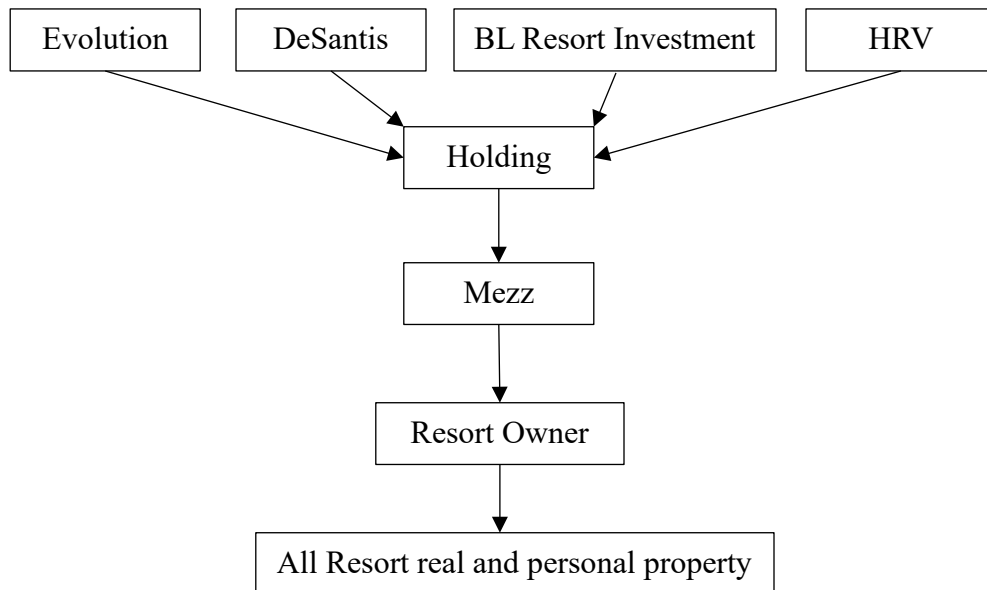 Evolution
DeSantis
BL Resort Investment
HRV
Holding
Mezz
Resort Owner
All Resort real and personal property